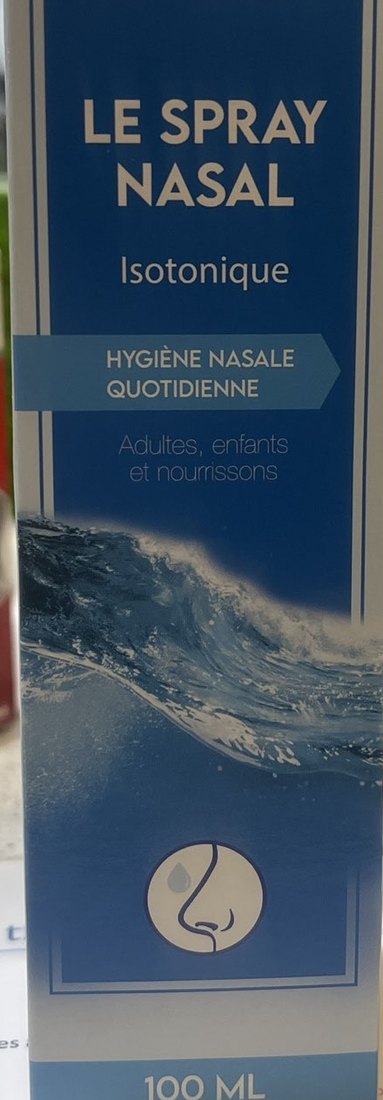 LE SPRAY
NASAL
Isotonique
HYGIÈNE NASALE
QUOTIDIENNE
Adultes, enfants
et nourrissons
100 ML